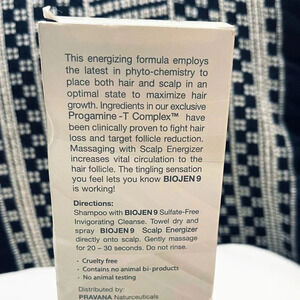 This energizing formula employs
the latest in phyto-chemistry to
place both hair and scalp in an
optimal state to maximize hair
growth. Ingredients in our exclusive
Progamine -T Complex™ have
been clinically proven to fight hair
loss and target follicle reduction.
Massaging with Scalp Energizer
increases vital circulation to the
hair follicle. The tingling sensation
you feel lets you know BIOJEN 9
is working!
Directions:
Shampoo with BIOJEN 9 Sulfate-Free
Invigorating Cleanse. Towel dry and
spray BIOJEN 9 Scalp Energizer
directly onto scalp. Gently massage
for 20 – 30 seconds. Do not rinse.
• Cruelty free
• Contains no animal bi-products
• No animal testing
Distributed by
PRAVANA Naturceuticals